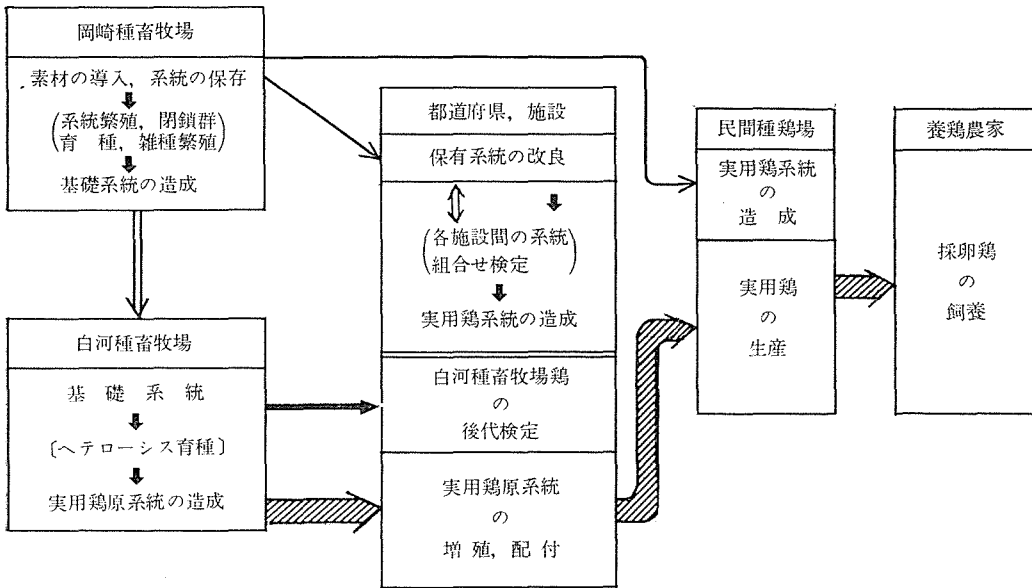 岡崎種畜牧場
素材の導入，系統の保存
(系統繁殖，閉鎖群
育 種，雑種繁殖)
基礎系統の造成
白河種畜牧場
基 礎 系 統
〔ヘテローシス育種〕
実用鶏原系統の造成
都道府県，施設
保有系統の改良
(各施設間の系統
組合せ検定)
実用鶏系統の造成
白河種畜牧場鶏
の
後代検定
実用鶏原系統
の
増 殖，配 付
民間種鶏場
実用鶏系統
の
造 成
実用鶏
の
生産
養鶏農家
採卵鶏
の
飼養